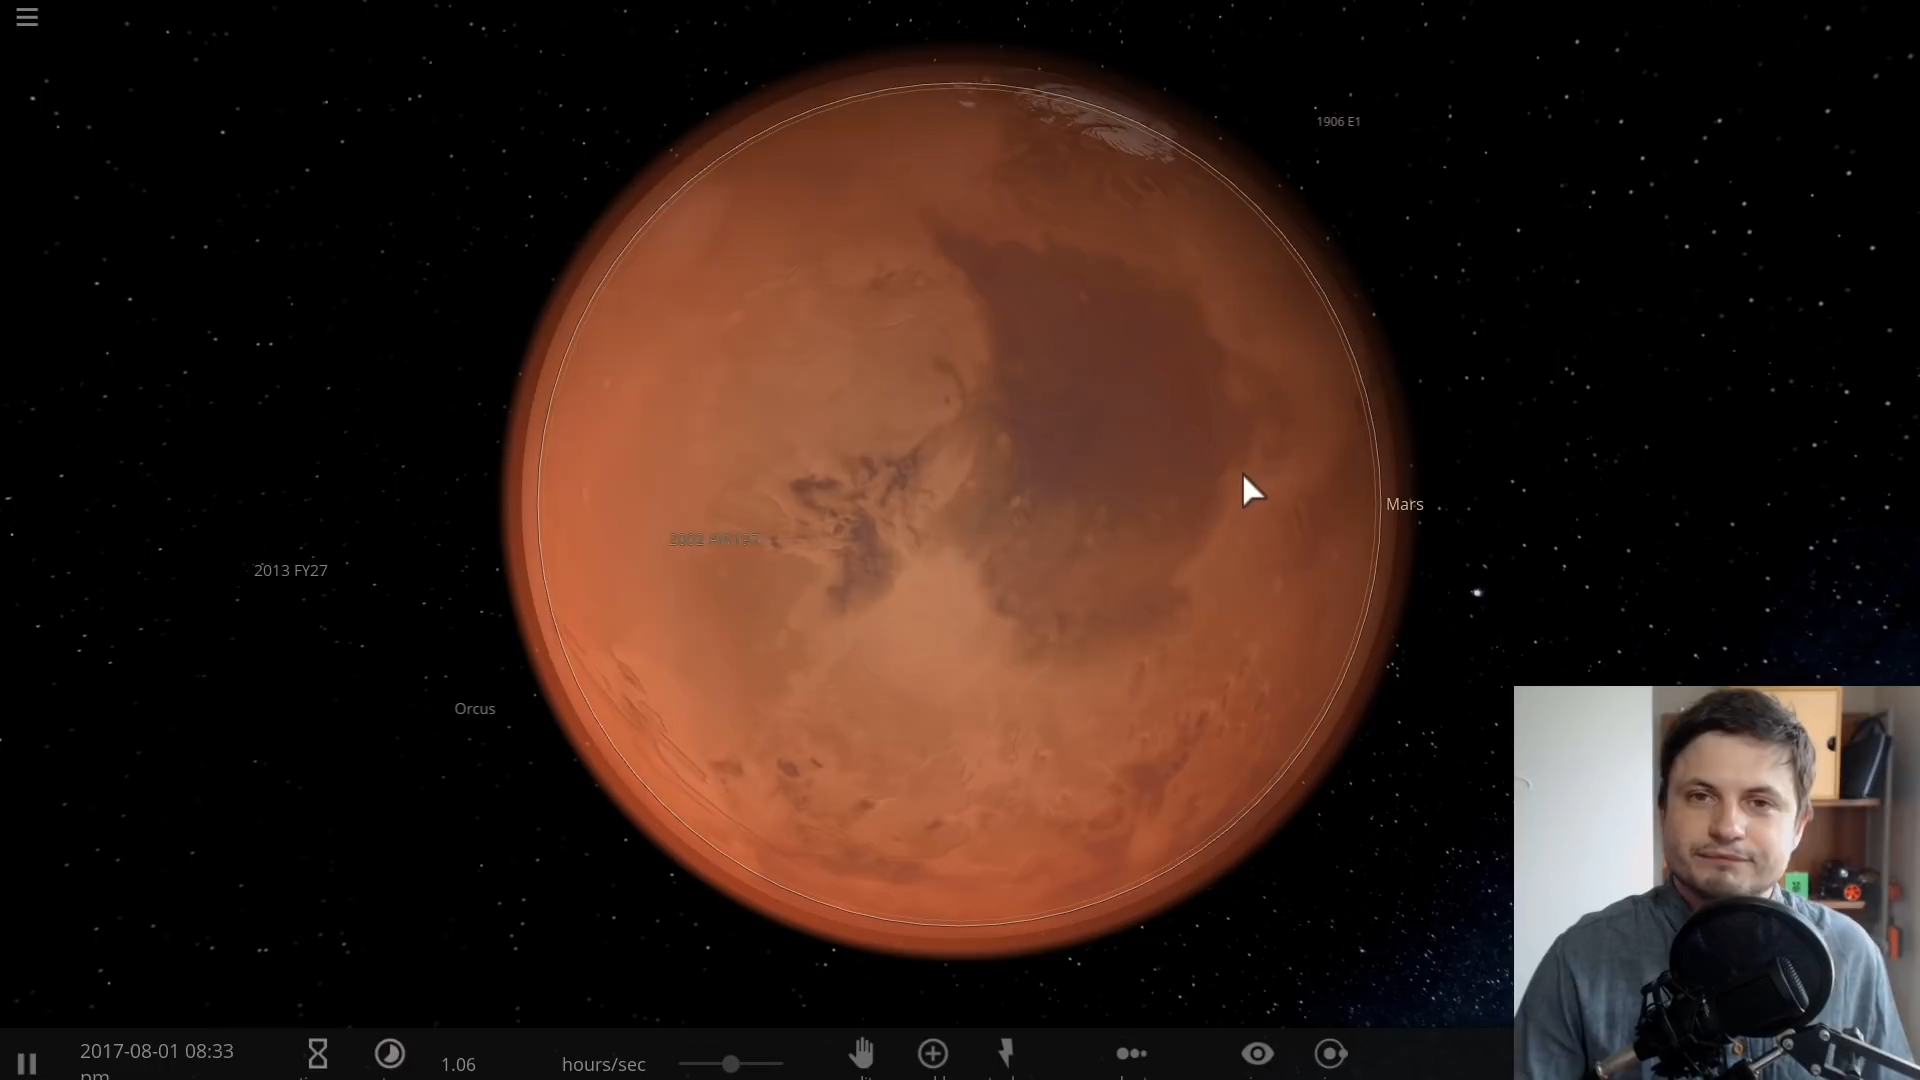 1906 E1
Mars
2013 FY27
Orcus
2017-08-01 08:33
pm
1.06
hours/sec